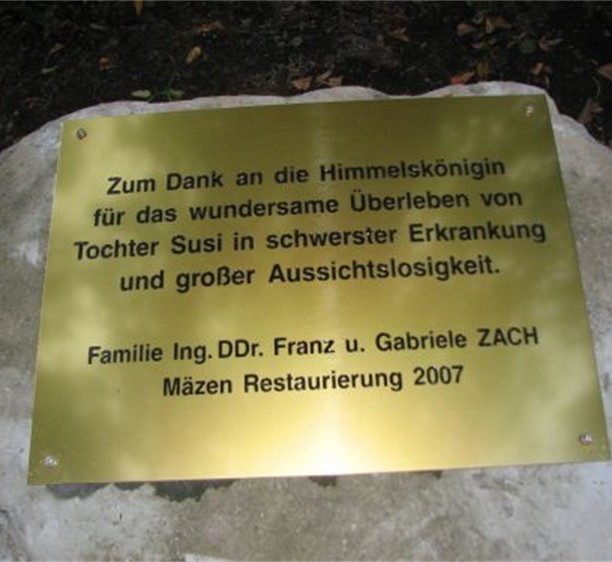 Zum Dank an die Himmelskönigin
für das wundersame Überleben von
Tochter Susi in schwerster Erkrankung
und großer Aussichtslosigkeit.
Familie Ing. DDr. Franz u. Gabriele ZACH
Mäzen Restaurierung 2007